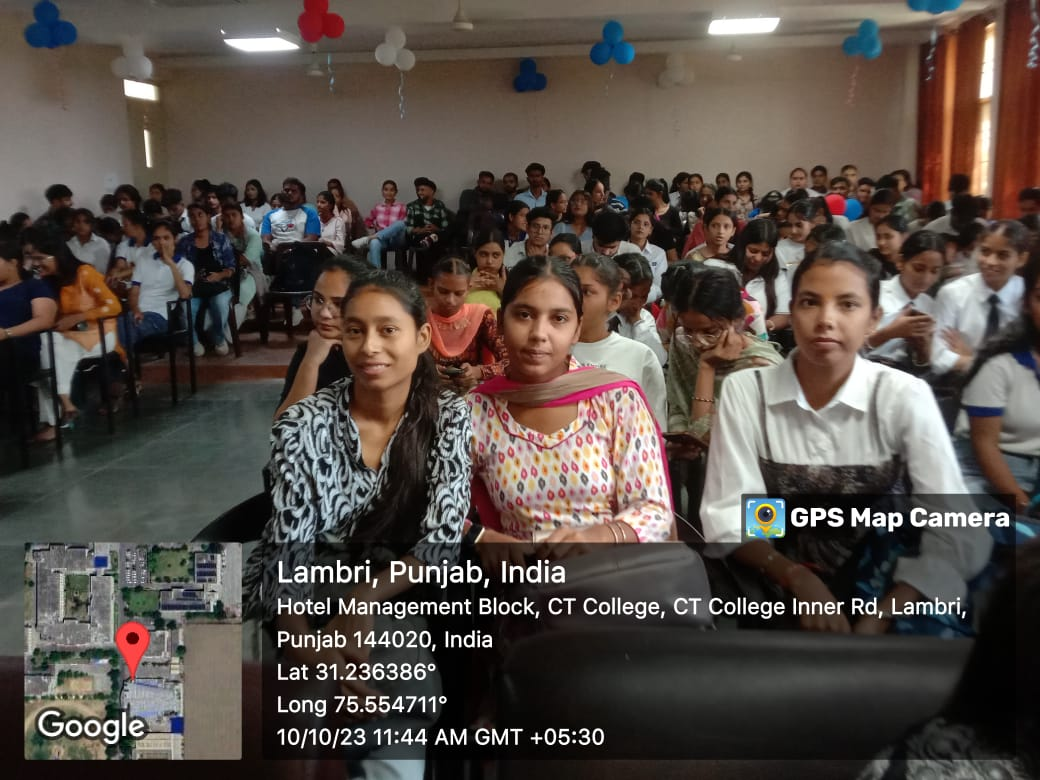 GPS Map Camera
Lambri, Punjab, India
Hotel Management Block, CT College, CT College Inner Rd, Lambri,
Punjab 144020, India
Lat 31.236386°
Long 75.554711°
10/10/23 11:44 AM GMT +05:30
Google